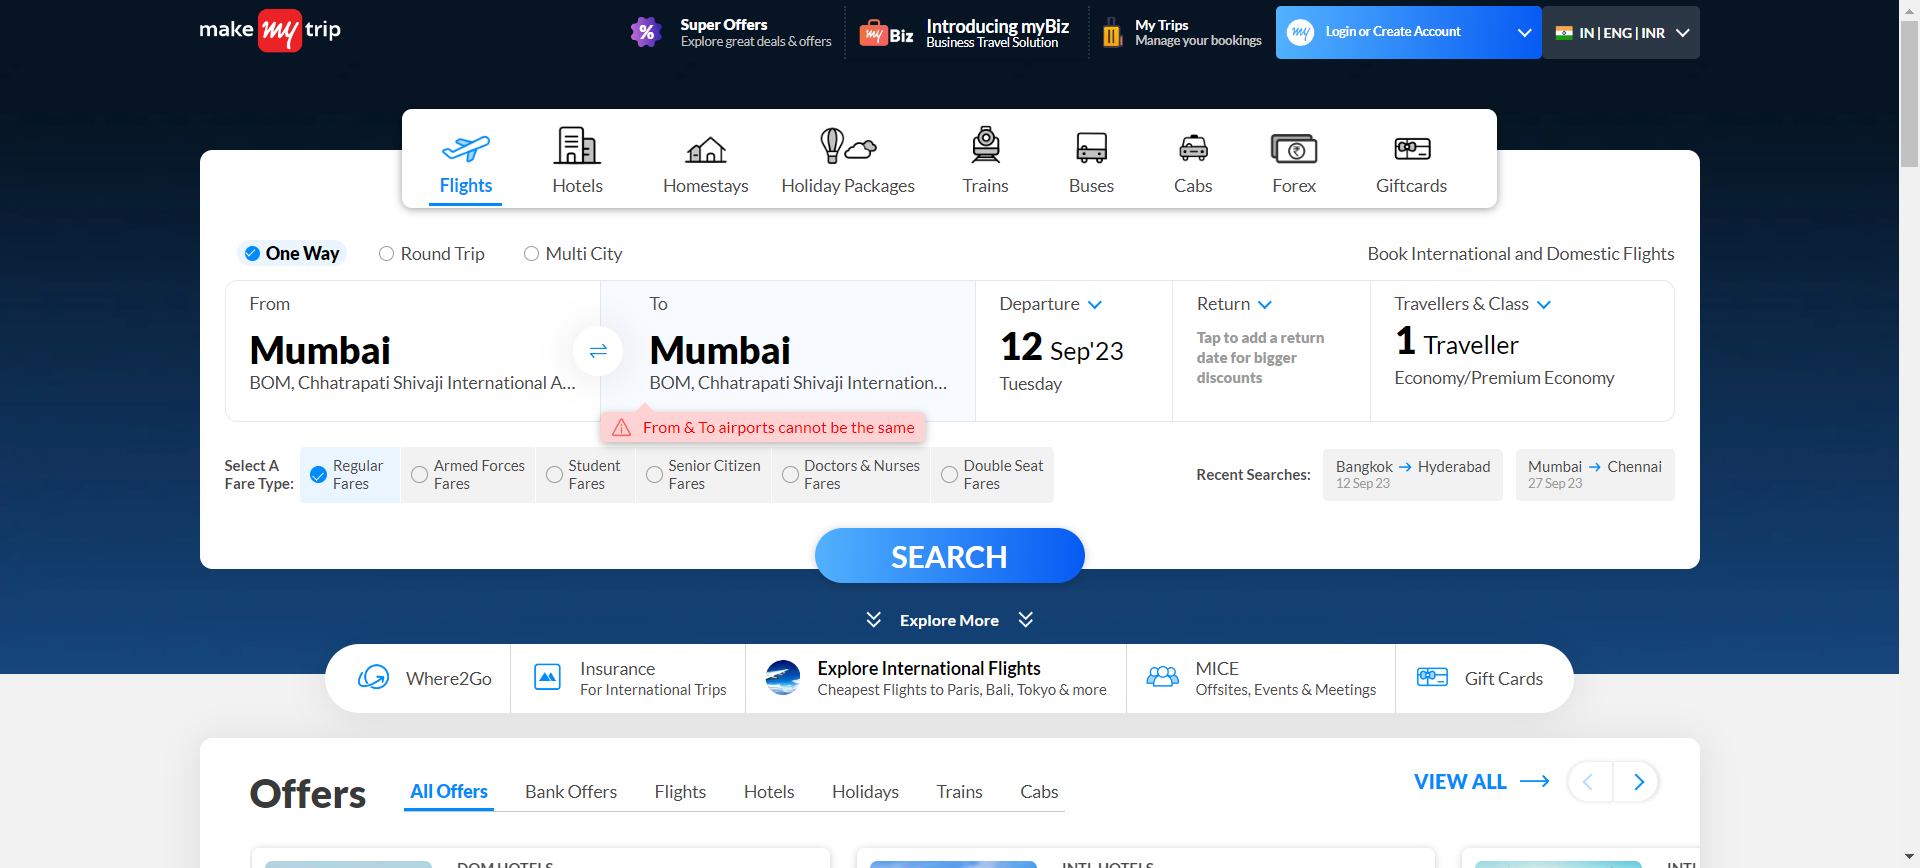 make my trip
Super Offers
Explore great deals & offers
my Biz
Introducing myBiz
Business Travel Solution
My Trips
Manage your bookings
my
Login or Create Account
IN | ENG | INR
Flights
Hotels
Homestays
Holiday Packages
Trains
Buses
Cabs
Forex
Giftcards
One Way
Round Trip
Multi City
Book International and Domestic Flights
From
Mumbai
BOM, Chhatrapati Shivaji International A...
To
Mumbai
BOM, Chhatrapati Shivaji Internation...
From & To airports cannot be the same
Departure
12 Sep'23
Tuesday
Return
Tap to add a return
date for bigger
discounts
Travellers & Class
1 Traveller
Economy/Premium Economy
Select A
Fare Type:
Regular
Fares
Armed Forces
Fares
Student
Fares
Senior Citizen
Fares
Doctors & Nurses
Fares
Double Seat
Fares
Recent Searches:
Bangkok → Hyderabad
12 Sep 23
Mumbai → Chennai
27 Sep 23
SEARCH
Explore More
Where2Go
Insurance
For International Trips
Explore International Flights
Cheapest Flights to Paris, Bali, Tokyo & more
MICE
Offsites, Events & Meetings
Gift Cards
Offers
All Offers
Bank Offers
Flights
Hotels
Holidays
Trains
Cabs
VIEW ALL
DOM HOTELS
INTL HOTELS
INTL